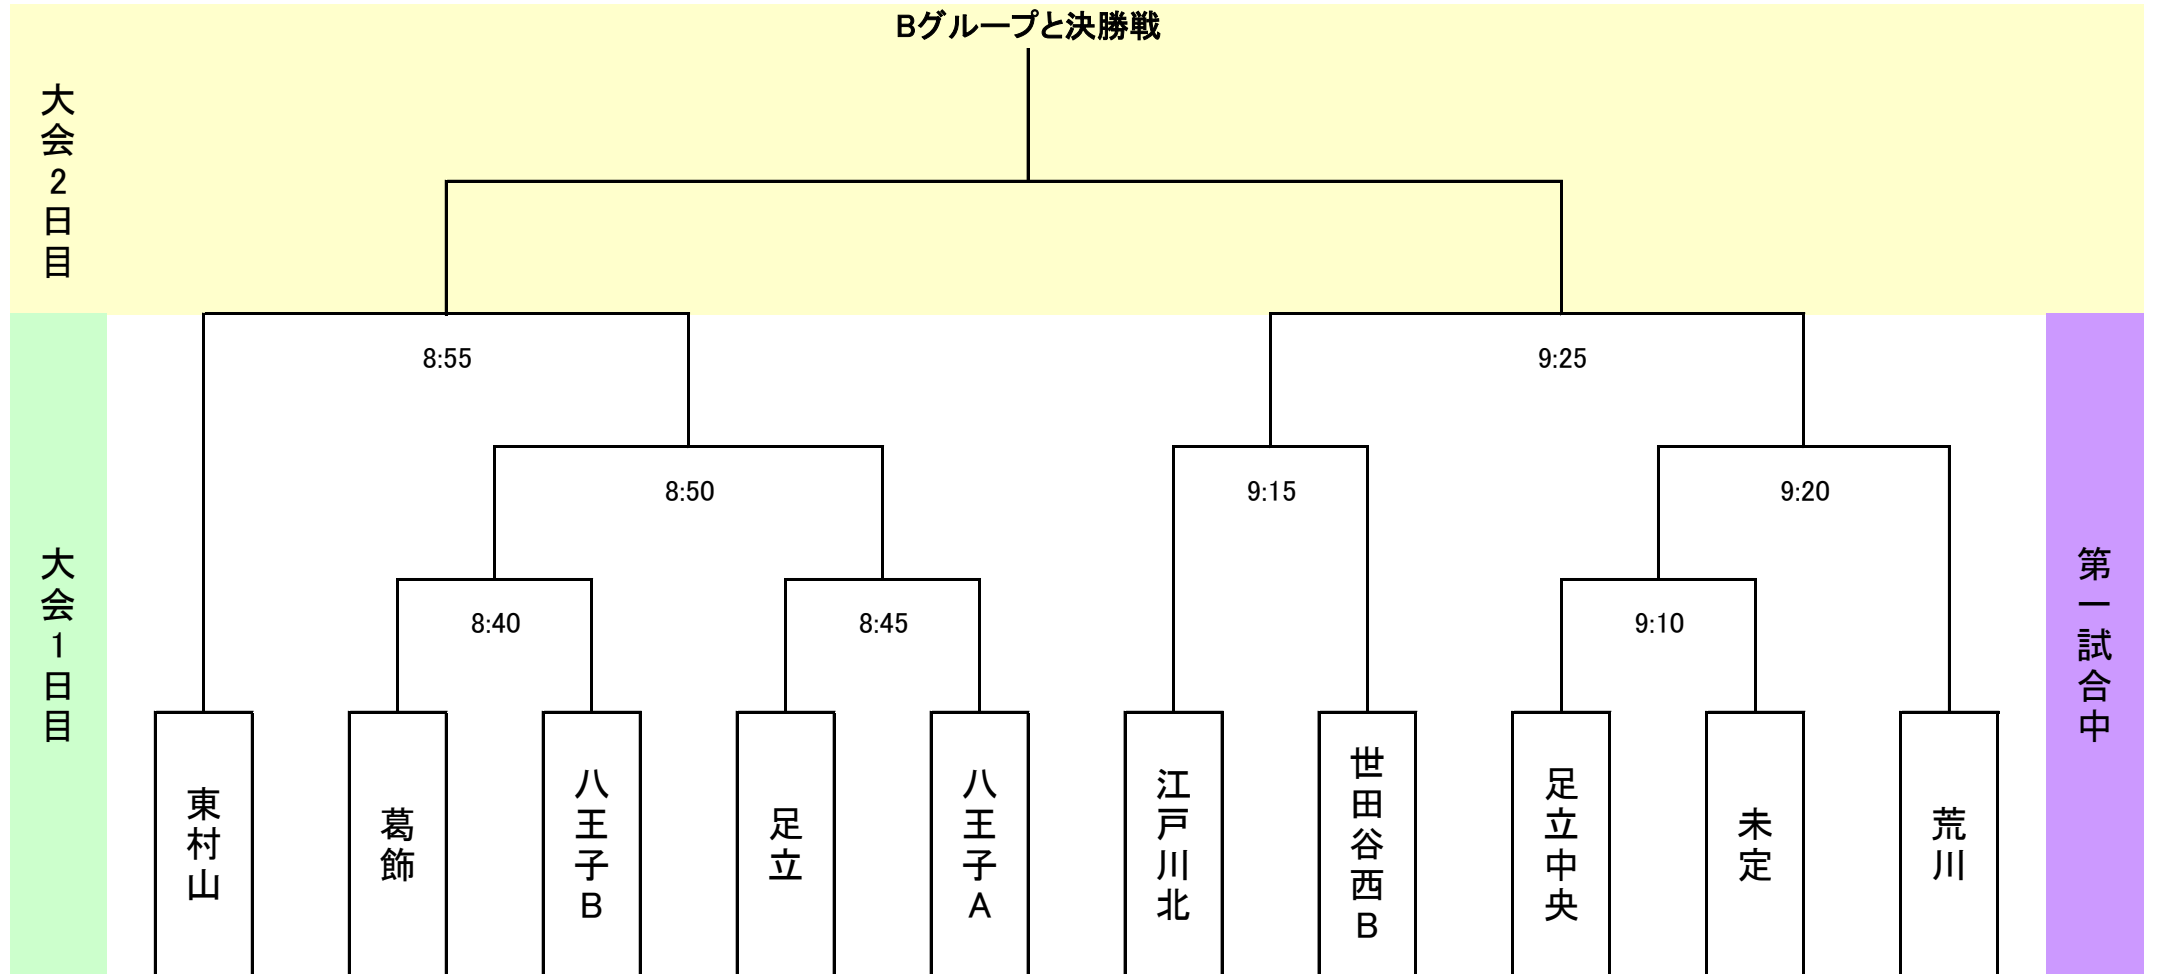 Bグループと決勝戦
大会2日目
8:55
9:25
8:50
9:15
9:20
大会1日目
第一試合中
8:40
8:45
9:10
東村山
葛飾
八王子B
足立
八王子A
江戸川北
世田谷西B
足立中央
未定
荒川